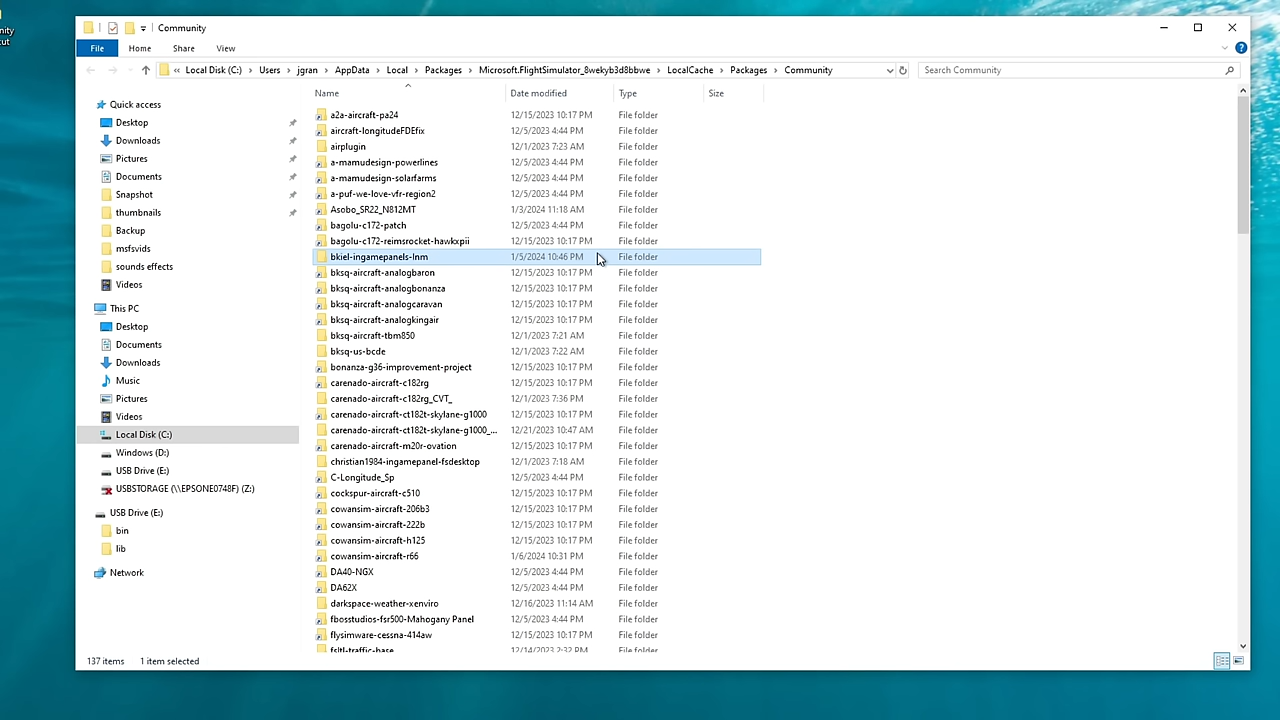 nity
cut
Community
File
Home
Share
View
Local Disk (C:)
Users
jgran
AppData
Local
Packages
Microsoft.FlightSimulator_8wekyb3d8bbwe
LocalCache
Packages
Community
Search Community
Quick access
Desktop
Downloads
Pictures
Documents
Snapshot
thumbnails
Backup
msfsvids
sounds effects
Videos
This PC
Desktop
Documents
Downloads
Music
Pictures
Videos
Local Disk (C:)
Windows (D:)
USB Drive (E:)
USBSTORAGE (\\EPSONE0748F) (Z:)
USB Drive (E:)
bin
lib
Network
Name Date modified Type Size
a2a-aircraft-pa24 12/15/2023 10:17 PM File folder
aircraft-longitudeFDEfix 12/5/2023 4:44 PM File folder
airplugin 12/1/2023 7:23 AM File folder
a-mamudesign-powerlines 12/5/2023 4:44 PM File folder
a-mamudesign-solarfarms 12/5/2023 4:44 PM File folder
a-puf-we-love-vfr-region2 12/5/2023 4:44 PM File folder
Asobo_SR22_N812MT 1/3/2024 11:18 AM File folder
bagolu-c172-patch 12/5/2023 4:44 PM File folder
bagolu-c172-reimsrocket-hawkxpii 12/15/2023 10:17 PM File folder
bkiel-ingamepanels-lnm 1/5/2024 10:46 PM File folder
bksq-aircraft-analogbaron 12/15/2023 10:17 PM File folder
bksq-aircraft-analogbonanza 12/15/2023 10:17 PM File folder
bksq-aircraft-analogcaravan 12/15/2023 10:17 PM File folder
bksq-aircraft-analogkingair 12/15/2023 10:17 PM File folder
bksq-aircraft-tbm850 12/1/2023 7:21 AM File folder
bksq-us-bcde 12/1/2023 7:22 AM File folder
bonanza-g36-improvement-project 12/15/2023 10:17 PM File folder
carenado-aircraft-c182rg 12/15/2023 10:17 PM File folder
carenado-aircraft-c182rg_CVT_ 12/1/2023 7:36 PM File folder
carenado-aircraft-ct182t-skylane-g1000 12/15/2023 10:17 PM File folder
carenado-aircraft-ct182t-skylane-g1000_... 12/21/2023 10:47 AM File folder
carenado-aircraft-m20r-ovation 12/15/2023 10:17 PM File folder
christian1984-ingamepanel-fsdesktop 12/1/2023 7:18 AM File folder
C-Longitude_Sp 12/5/2023 4:44 PM File folder
cockspur-aircraft-c510 12/15/2023 10:17 PM File folder
cowansim-aircraft-206b3 12/15/2023 10:17 PM File folder
cowansim-aircraft-222b 12/15/2023 10:17 PM File folder
cowansim-aircraft-h125 12/15/2023 10:17 PM File folder
cowansim-aircraft-r66 1/6/2024 10:31 PM File folder
DA40-NGX 12/5/2023 4:44 PM File folder
DA62X 12/5/2023 4:44 PM File folder
darkspace-weather-xenviro 12/16/2023 11:14 AM File folder
fbosstudios-fsr500-Mahogany Panel 12/5/2023 4:44 PM File folder
flysimware-cessna-414aw 12/15/2023 10:17 PM File folder
fsltl-traffic-base 12/14/2023 2:32 PM File folder
137 items 1 item selected